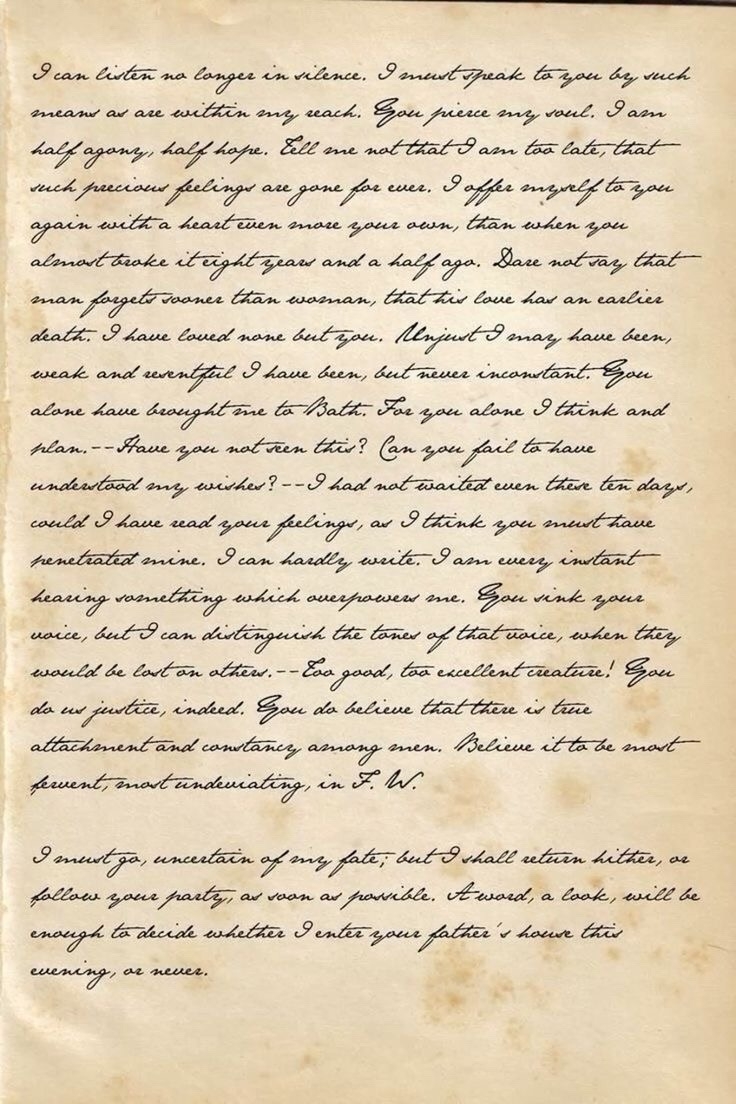 I can listen no longer in silence. I must speak to you by such
means as are within my reach. You pierce my soul. I am
half agony, half hope. Tell me not that I am too late, that
such precious feelings are gone for ever. I offer myself to you
again with a heart even more your own, than when you
almost broke it eight years and a half ago. Dare not say that
man forgets sooner than woman, that his love has an earlier
death. I have loved none but you. Unjust I may have been,
weak and resentful I have been, but never inconstant. You
alone have brought me to Bath. For you alone I think and
plan.--Have you not seen this? Can you fail to have
understood my wishes?--I had not waited even these ten days,
could I have read your feelings, as I think you must have
penetrated mine. I can hardly write. I am every instant
hearing something which overpowers me. You sink your
voice, but I can distinguish the tones of that voice, when they
would be lost on others.--Too good, too excellent creature! You
do us justice, indeed. You do believe that there is true
attachment and constancy among men. Believe it to be most
fervent, most undeviating, in F. W.

I must go, uncertain of my fate; but I shall return hither, or
follow your party, as soon as possible. A word, a look, will be
enough to decide whether I enter your father's house this
evening, or never.